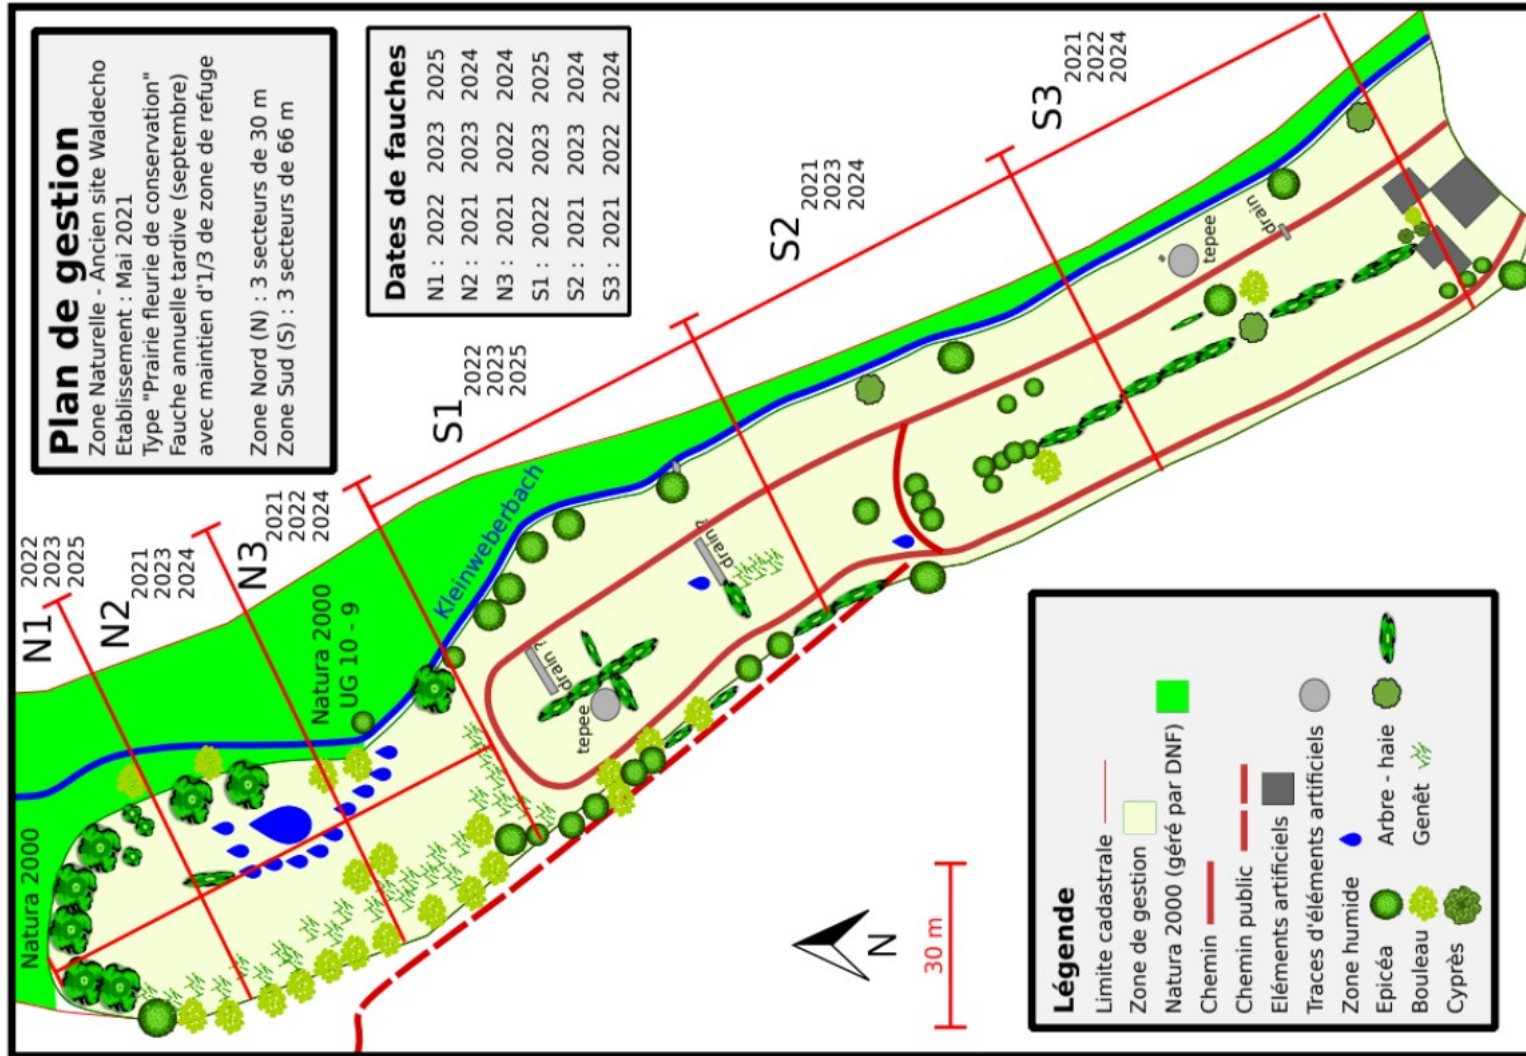 Plan de gestion
Zone Naturelle - Ancien site Waldecho
Etablissement : Mai 2021
Type "Prairie fleurie de conservation"
Fauche annuelle tardive (septembre)
avec maintien d'1/3 de zone de refuge
Zone Nord (N) : 3 secteurs de 30 m
Zone Sud (S) : 3 secteurs de 66 m
Dates de fauches
N1 : 2022 2023 2025
N2 : 2021 2023 2024
N3 : 2021 2022 2024
S1 : 2022 2023 2025
S2 : 2021 2023 2024
S3 : 2021 2022 2024
N1
2022
2023
2025
N2
2021
2023
2024
N3
2021
2022
2024
S1
2022
2023
2025
S2
2021
2023
2024
S3
2021
2022
2024
Natura 2000
Natura 2000
UG 10 - 9
Kleinweberbach
tepee
drain ?
drain?
tepee
drain
N
30 m
Légende
Limite cadastrale
Zone de gestion
Natura 2000 (géré par DNF)
Chemin
Chemin public
Eléments artificiels
Traces d'éléments artificiels
Zone humide
Epicéa
Arbre - haie
Bouleau
Genêt
Cyprès